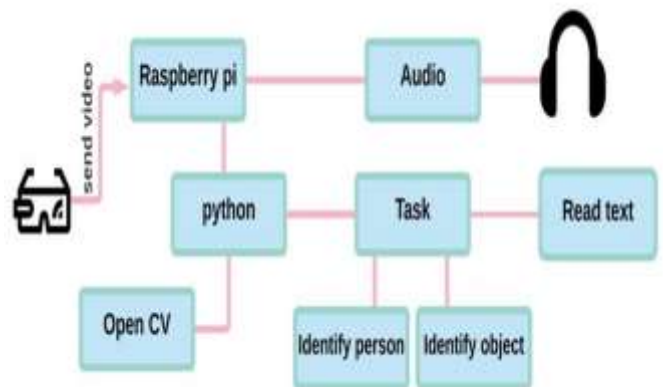 Raspberry pi
Audio
send video
python
Task
Read text
Open CV
Identify person
Identify object